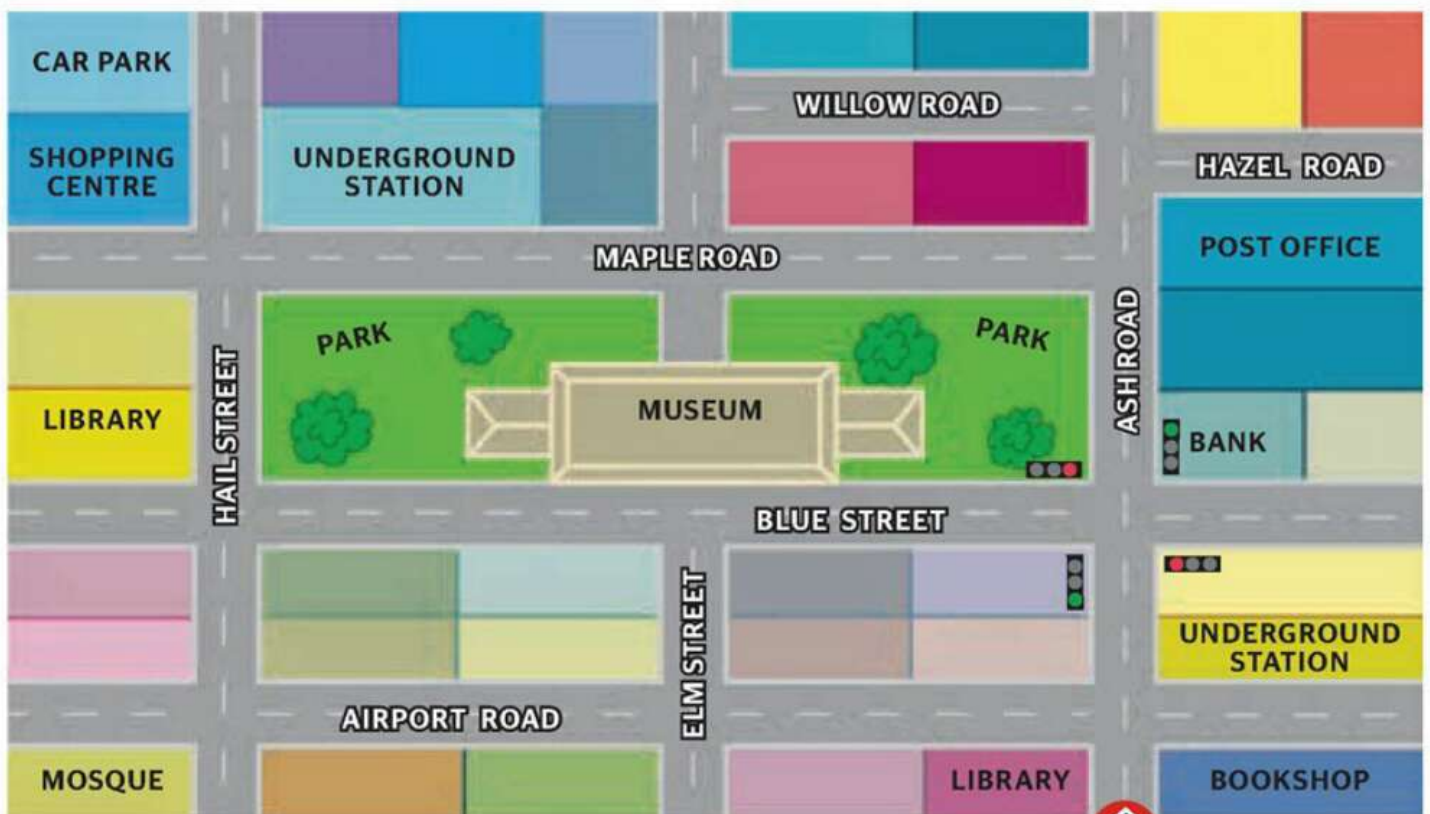 CAR PARK
WILLOW ROAD
SHOPPING
CENTRE
UNDERGROUND
STATION
HAZEL ROAD
MAPLE ROAD
POST OFFICE
PARK
PARK
ASH ROAD
LIBRARY
HAIL STREET
MUSEUM
BANK
BLUE STREET
ELM STREET
UNDERGROUND
STATION
AIRPORT ROAD
MOSQUE
LIBRARY
BOOKSHOP